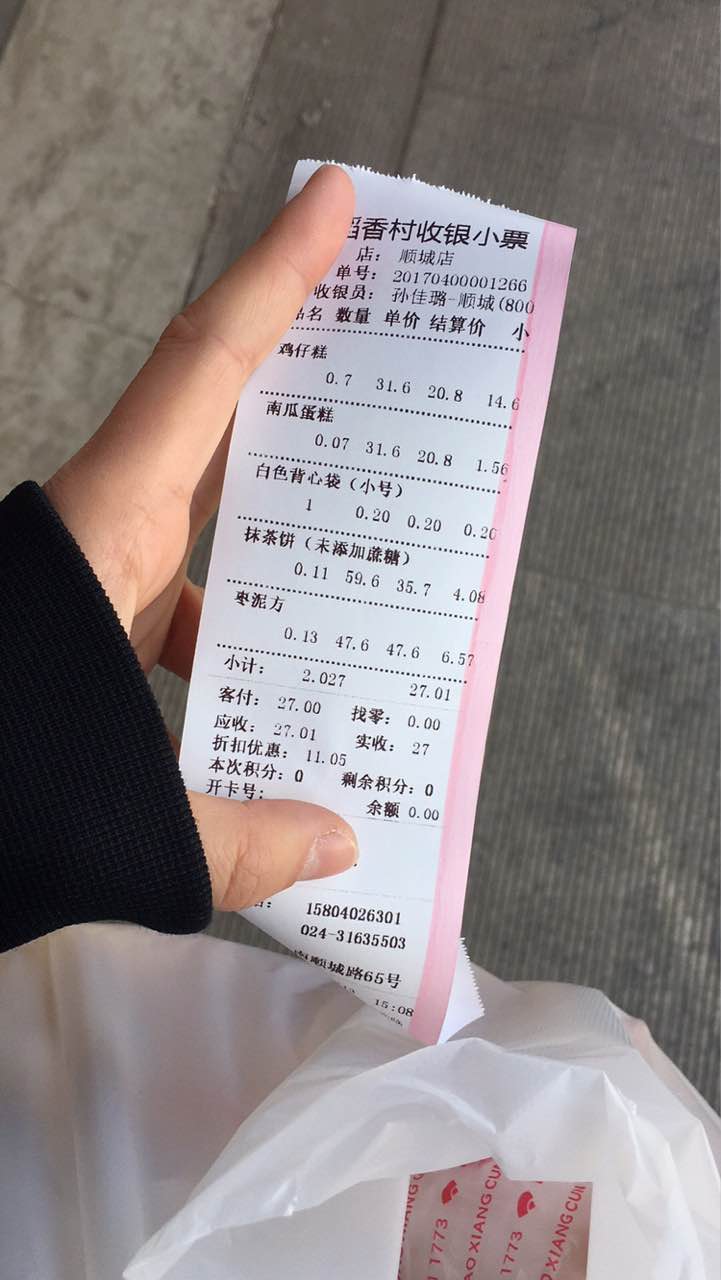 稻香村收银小票
店： 顺城店
单号： 20170400001266
收银员： 孙佳璐-顺城(800
品名 数量 单价 结算价 小
鸡仔糕
0.7 31.6 20.8 14.6
南瓜蛋糕
0.07 31.6 20.8 1.56
白色背心袋（小号）
1 0.20 0.20 0.20
抹茶饼（未添加蔗糖）
0.11 59.6 35.7 4.08
枣泥方
0.13 47.6 47.6 6.57
小计： 2.027 27.01
客付： 27.00 找零： 0.00
应收： 27.01 实收： 27
折扣优惠： 11.05
本次积分：0 剩余积分：0
开卡号： 余额 0.00
15804026301
024-31635503
顺城路65号
15:08
1773
AO XIANG CUN
1773
XIANG CUN